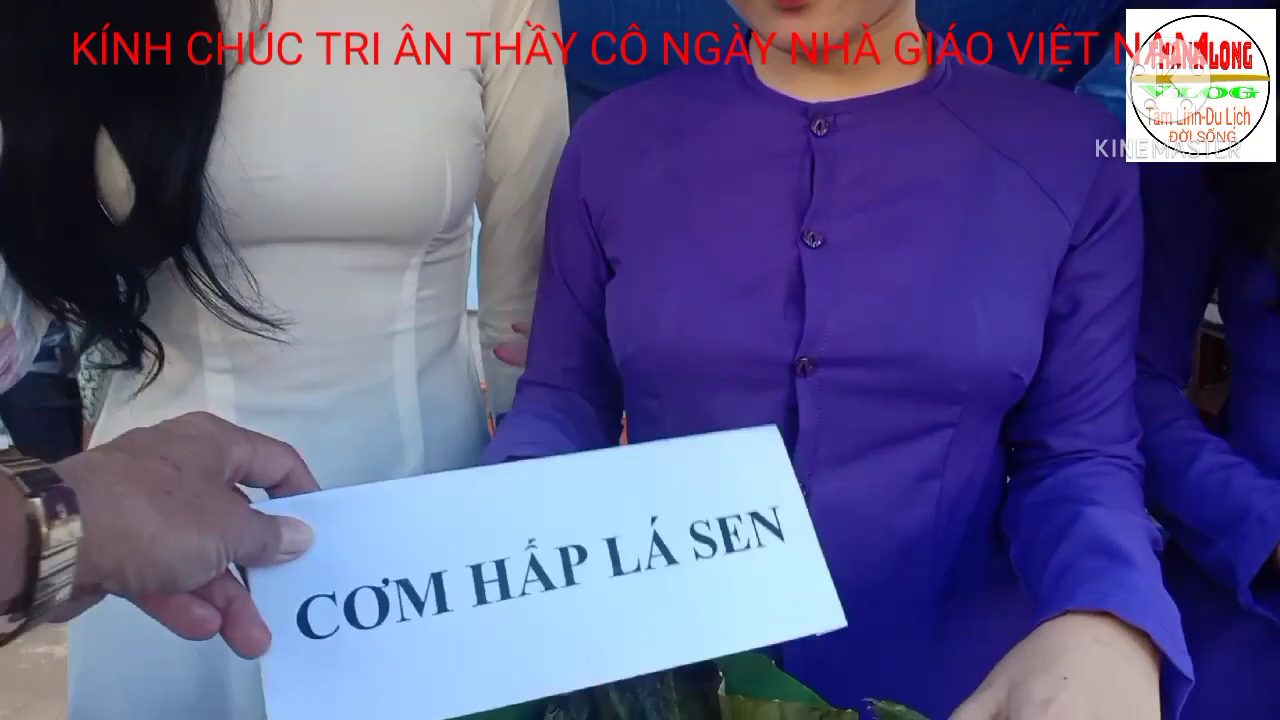 KÍNH CHÚC TRI ÂN THẦY CÔ NGÀY NHÀ GIÁO VIỆT NAM
THANH LONG
VLOG
Tâm Linh-Du Lịch
ĐỜI SỐNG
KINEMASTER
CƠM HẤP LÁ SEN